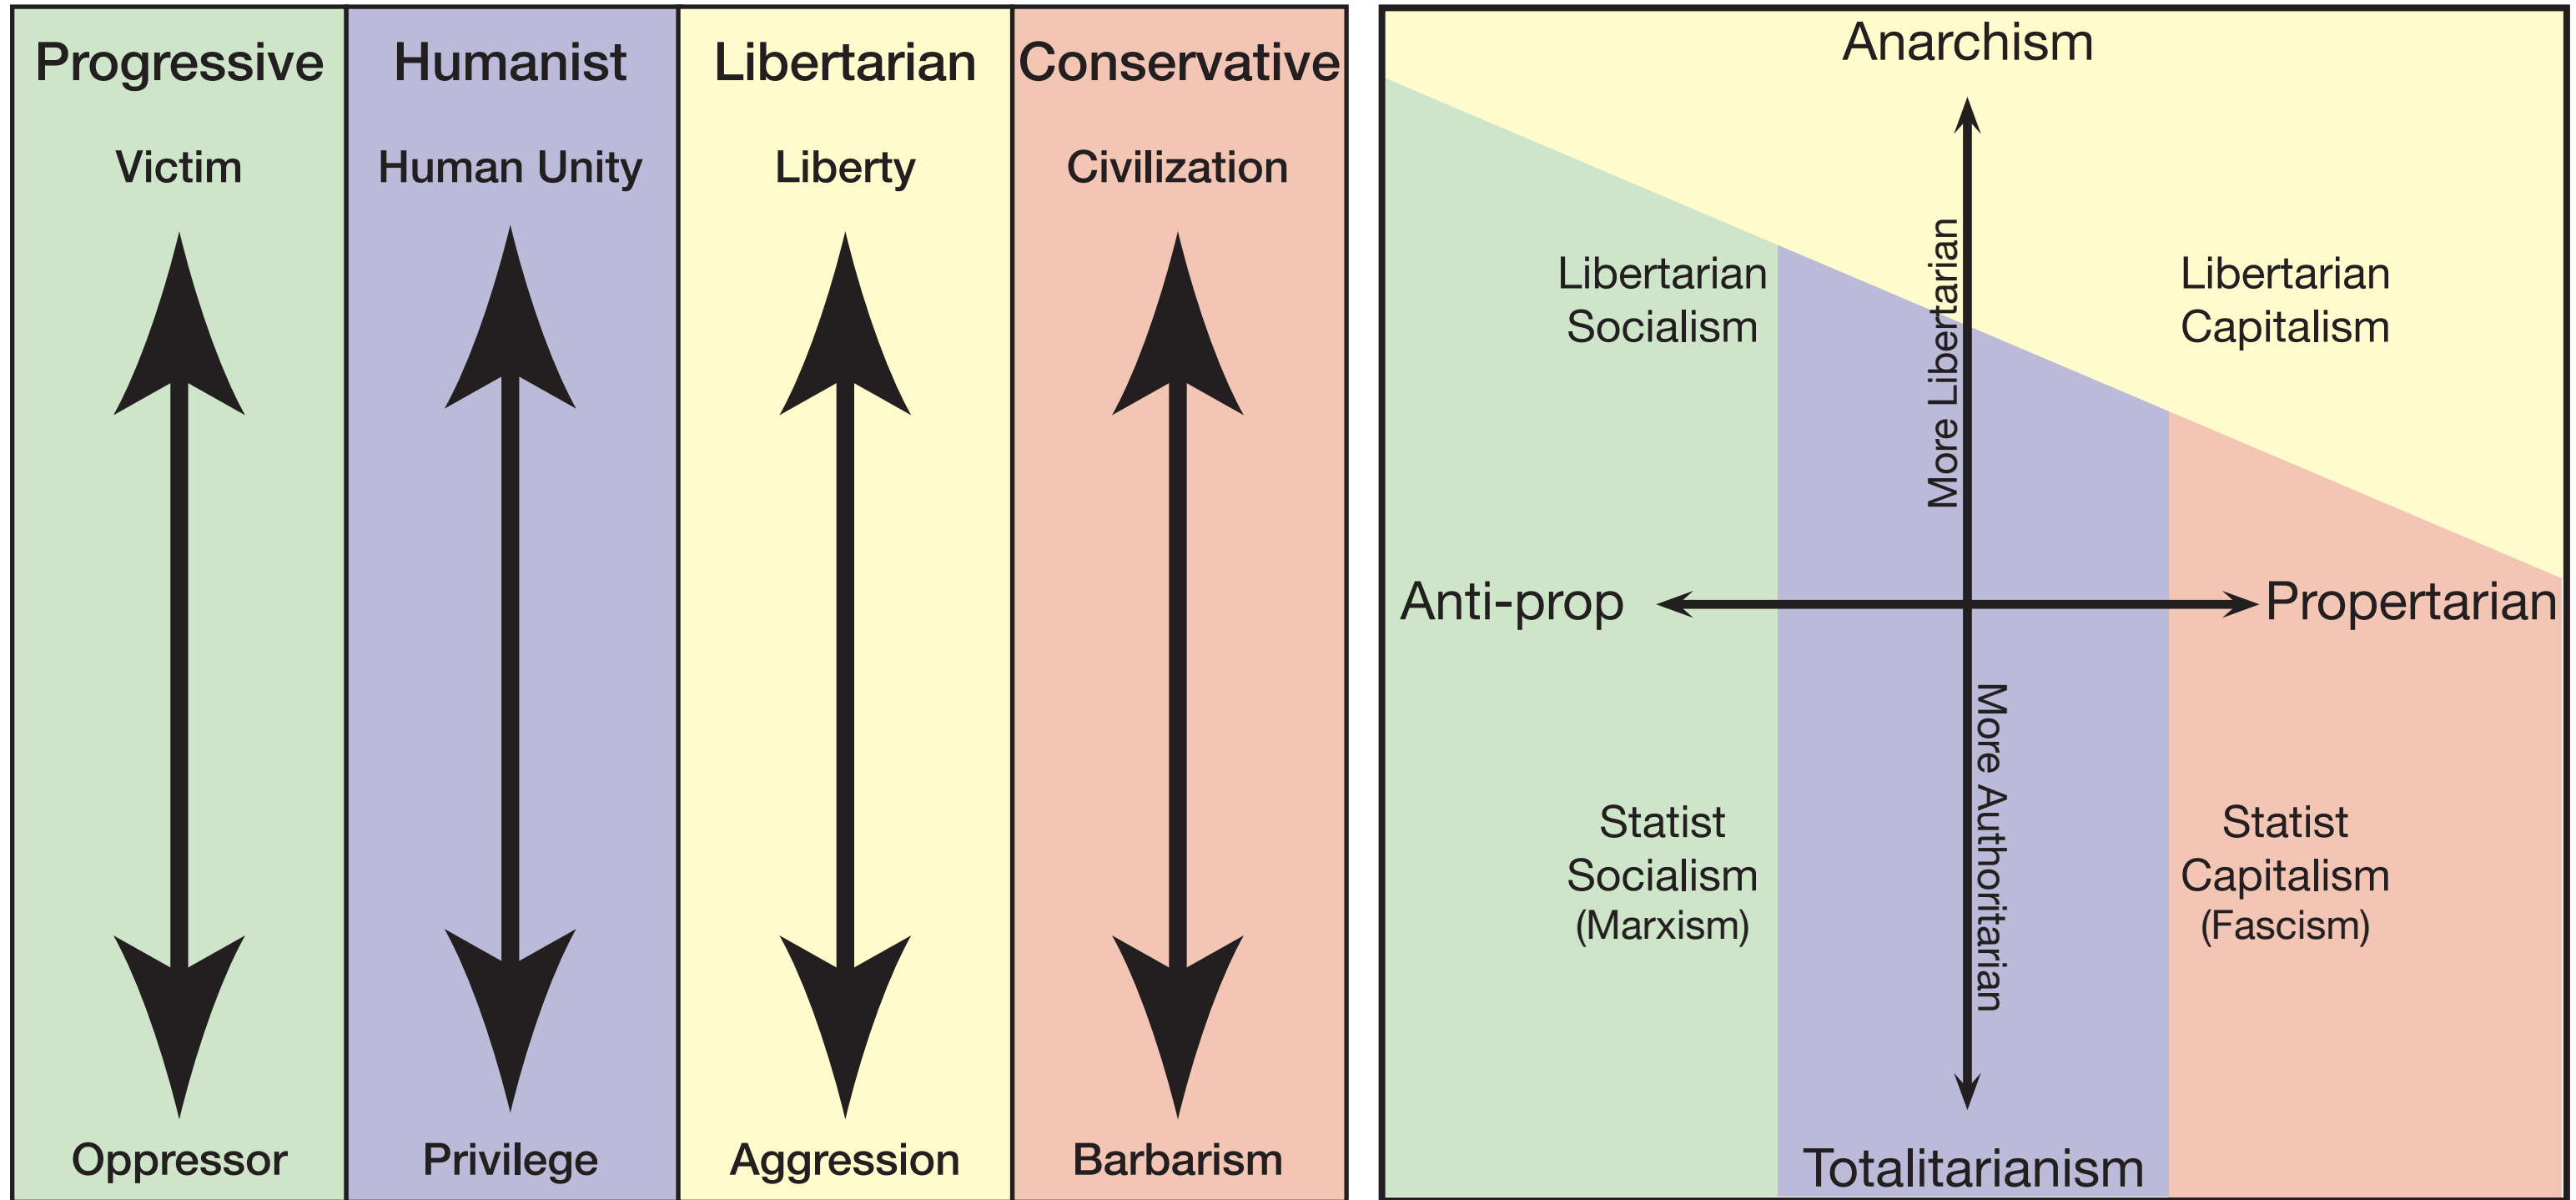 Progressive
Victim
Oppressor
Humanist
Human Unity
Privilege
Libertarian
Liberty
Aggression
Conservative
Civilization
Barbarism
Anarchism
More Libertarian
Libertarian
Socialism
Libertarian
Capitalism
Anti-prop
Propertarian
More Authoritarian
Statist
Socialism
(Marxism)
Statist
Capitalism
(Fascism)
Totalitarianism